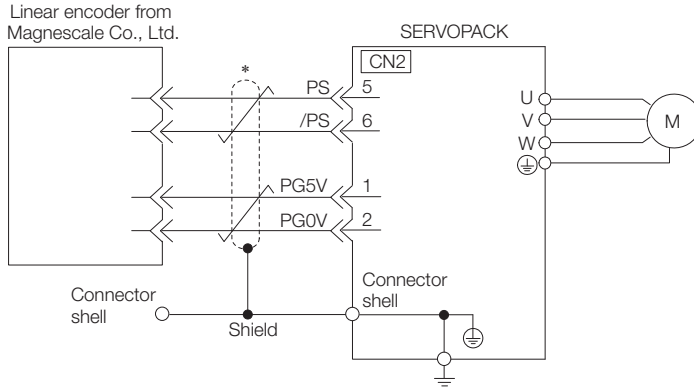 Linear encoder from
Magnescale Co., Ltd.
SERVOPACK
CN2
*
PS 5
/PS 6
PG5V 1
PG0V 2
U
V
W
M
Connector
shell
Shield
Connector
shell